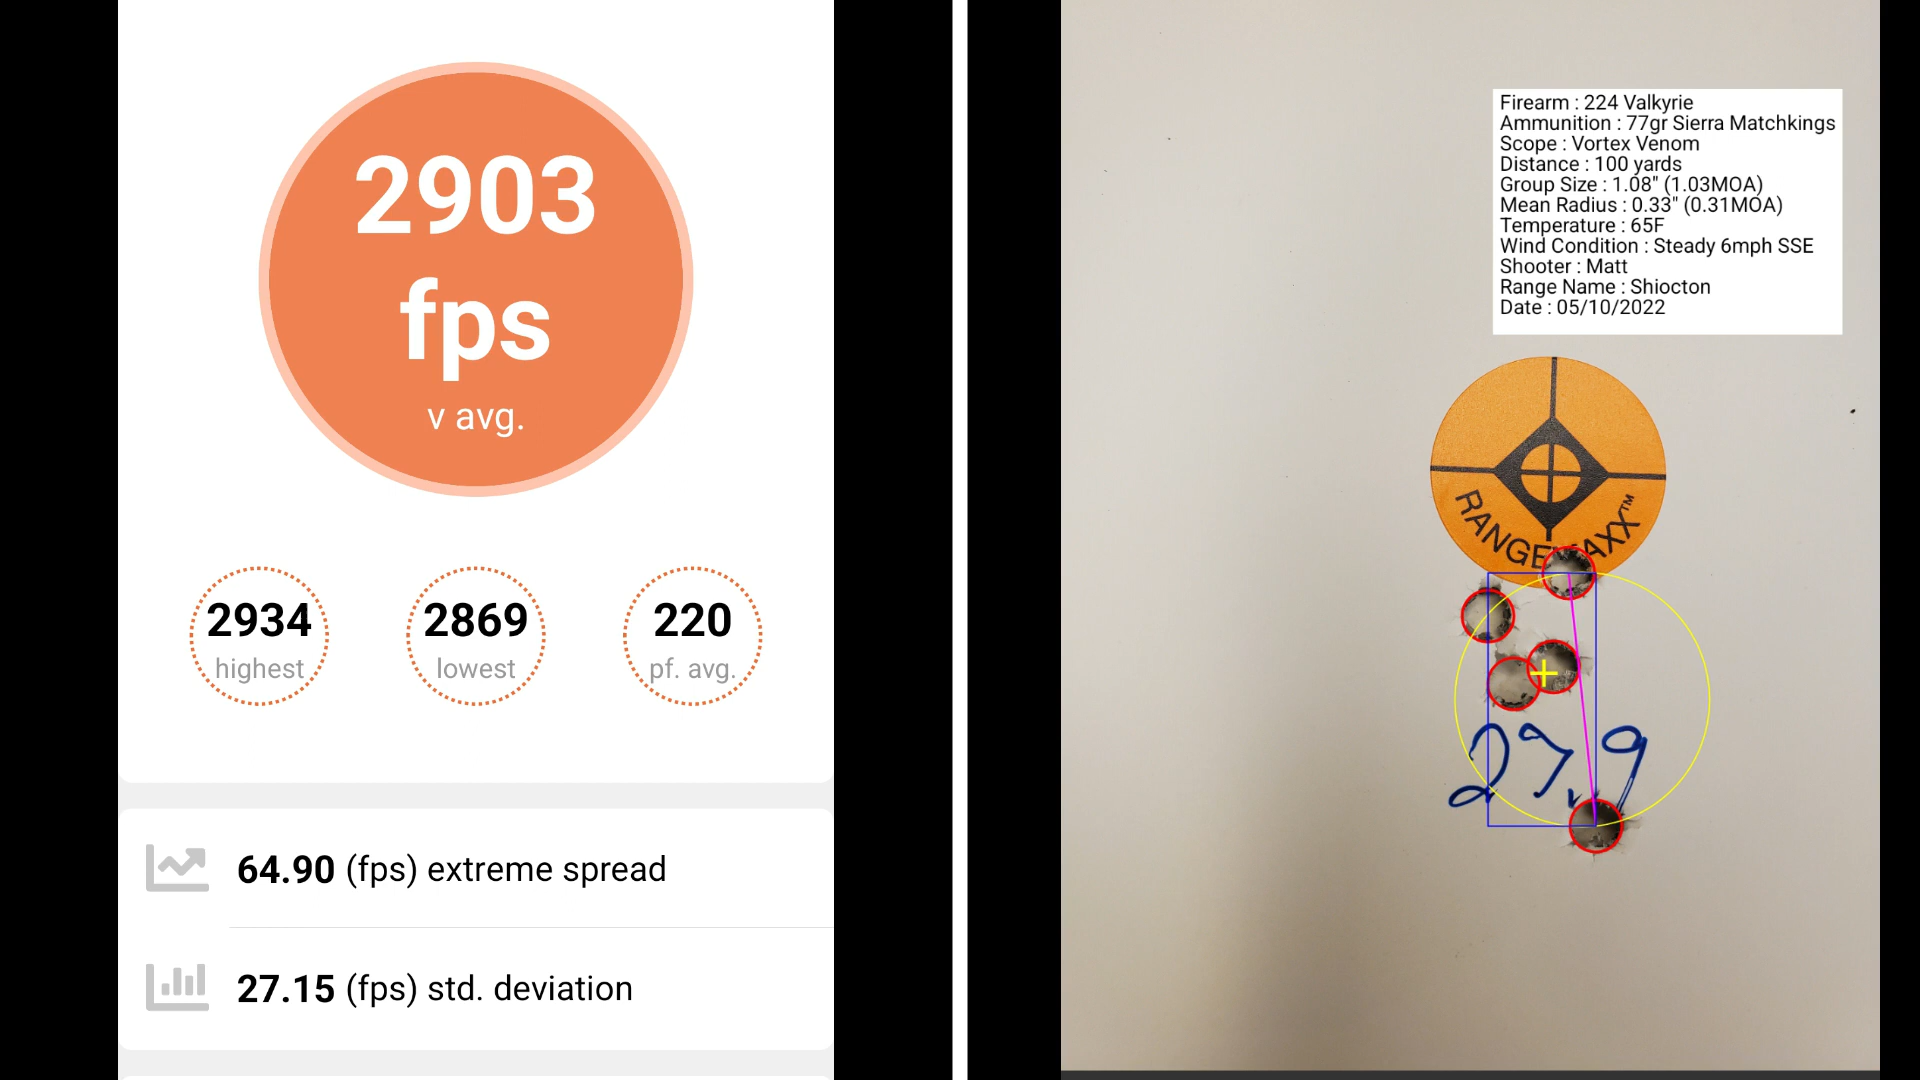 2903
fps
v avg.
2934
highest
2869
lowest
220
pf. avg.
64.90 (fps) extreme spread
27.15 (fps) std. deviation
Firearm : 224 Valkyrie
Ammunition : 77gr Sierra Matchkings
Scope : Vortex Venom
Distance : 100 yards
Group Size : 1.08" (1.03MOA)
Mean Radius : 0.33" (0.31MOA)
Temperature : 65F
Wind Condition : Steady 6mph SSE
Shooter : Matt
Range Name : Shiocton
Date : 05/10/2022
RANGEMAXX™
27.9